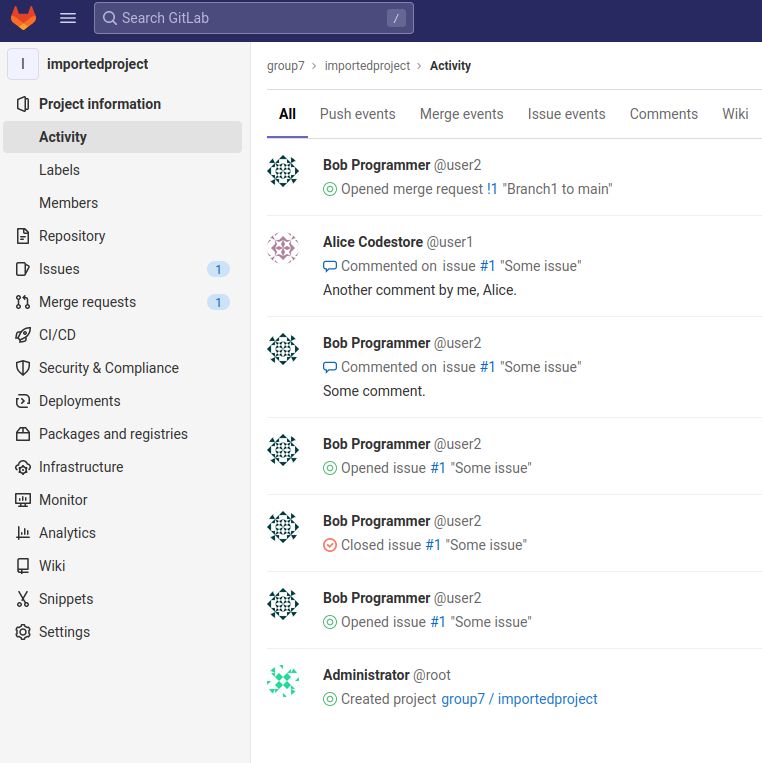 Search GitLab /
I importedproject
Project information
Activity
Labels
Members
Repository
Issues 1
Merge requests 1
CI/CD
Security & Compliance
Deployments
Packages and registries
Infrastructure
Monitor
Analytics
Wiki
Snippets
Settings
group7 > importedproject > Activity
All Push events Merge events Issue events Comments Wiki
Bob Programmer @user2
Opened merge request !1 "Branch1 to main"
Alice Codestore @user1
Commented on issue #1 "Some issue"
Another comment by me, Alice.
Bob Programmer @user2
Commented on issue #1 "Some issue"
Some comment.
Bob Programmer @user2
Opened issue #1 "Some issue"
Bob Programmer @user2
Closed issue #1 "Some issue"
Bob Programmer @user2
Opened issue #1 "Some issue"
Administrator @root
Created project group7 / importedproject